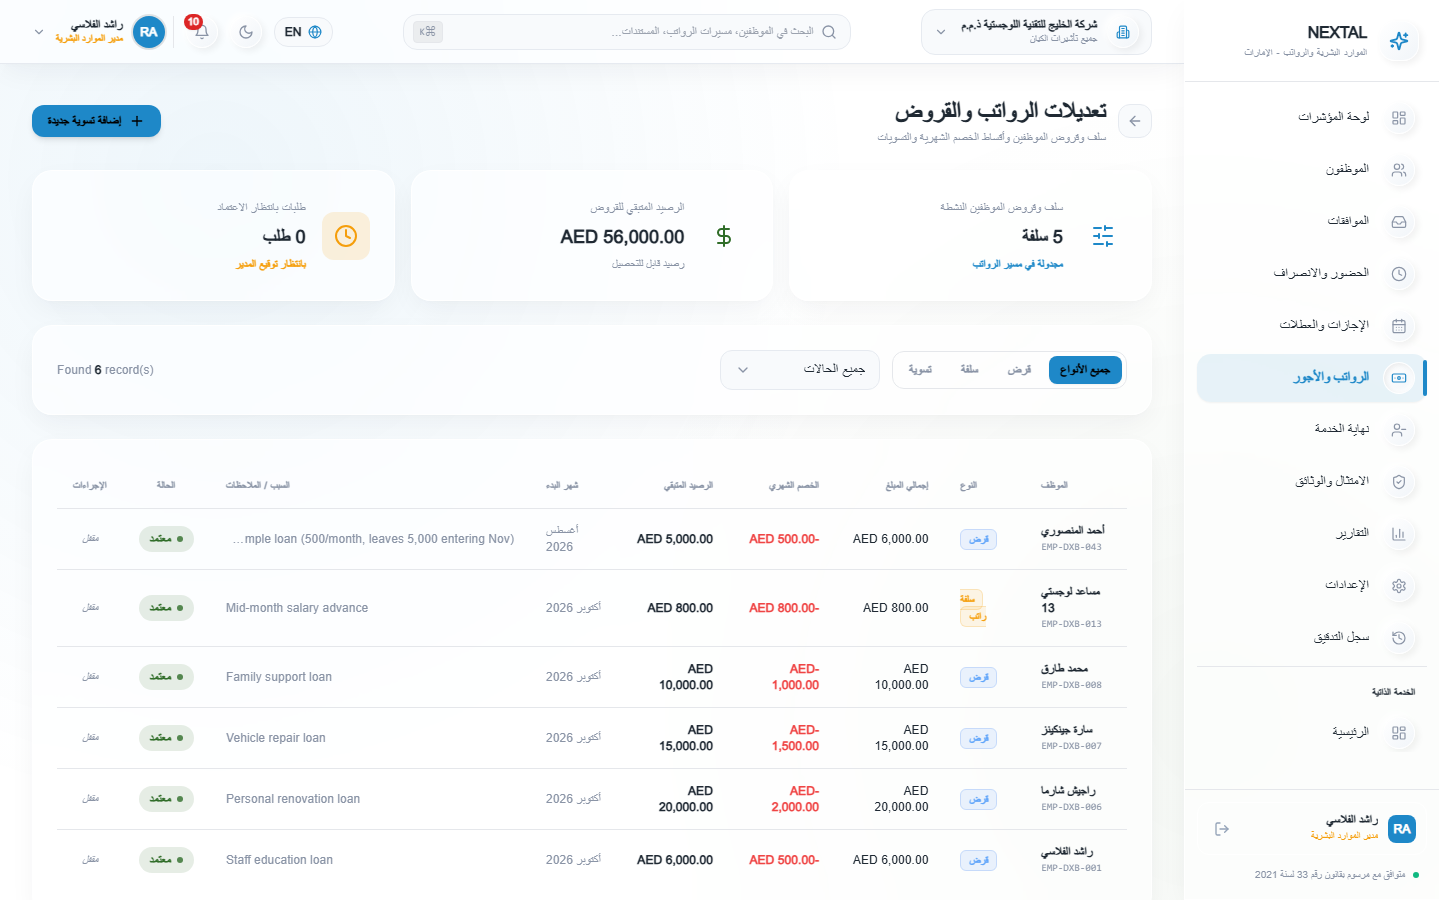 NEXTAL
الموارد البشرية والرواتب - الإمارات
شركة الخليج للتقنية اللوجستية ذ.م.م
جميع تأشيرات الكيان
البحث في الموظفين، مسيرات الرواتب، المستندات...
⌘K
EN
10
RA
راشد الفلاسي
مدير الموارد البشرية
لوحة المؤشرات
الموظفون
الموافقات
الحضور والانصراف
الإجازات والعطلات
الرواتب والأجور
نهاية الخدمة
الامتثال والوثائق
التقارير
الإعدادات
سجل التدقيق
الخدمة الذاتية
الرئيسية
RA
راشد الفلاسي
مدير الموارد البشرية
متوافق مع مرسوم بقانون رقم 33 لسنة 2021
تعديلات الرواتب والقروض
سلف وقروض الموظفين وأقساط الخصم الشهرية والتسويات
إضافة تسوية جديدة
سلف وقروض الموظفين النشطة
5 سلفة
مجدولة في مسير الرواتب
الرصيد المتبقي للقروض
AED 56,000.00
رصيد قابل للتحصيل
طلبات بانتظار الاعتماد
0 طلب
بانتظار توقيع المدير
جميع الأنواع
قرض
سلفة
تسوية
جميع الحالات
Found 6 record(s)
الموظف
النوع
إجمالي المبلغ
الخصم الشهري
الرصيد المتبقي
شهر البدء
السبب / الملاحظات
الحالة
الإجراءات
أحمد المنصوري
EMP-DXB-043
قرض
AED 6,000.00
AED 500.00-
AED 5,000.00
أغسطس
2026
...mple loan (500/month, leaves 5,000 entering Nov)
معتمد
مقفل
مساعد لوجستي
13
EMP-DXB-013
سلفة
راتب
AED 800.00
AED 800.00-
AED 800.00
أكتوبر 2026
Mid-month salary advance
معتمد
مقفل
محمد طارق
EMP-DXB-008
قرض
AED
10,000.00
AED-
1,000.00
AED
10,000.00
أكتوبر 2026
Family support loan
معتمد
مقفل
سارة جينكينز
EMP-DXB-007
قرض
AED
15,000.00
AED-
1,500.00
AED
15,000.00
أكتوبر 2026
Vehicle repair loan
معتمد
مقفل
راجيش شارما
EMP-DXB-006
قرض
AED
20,000.00
AED-
2,000.00
AED
20,000.00
أكتوبر 2026
Personal renovation loan
معتمد
مقفل
راشد الفلاسي
EMP-DXB-001
قرض
AED 6,000.00
AED 500.00-
AED 6,000.00
أكتوبر 2026
Staff education loan
معتمد
مقفل